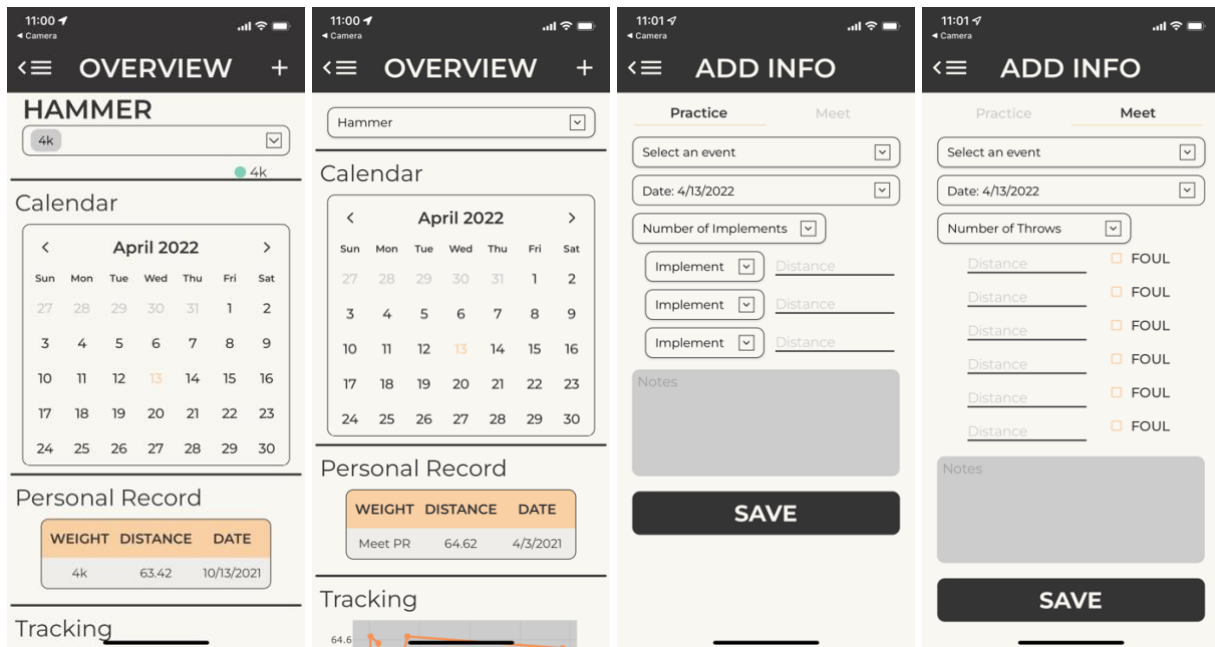 11:00
◄ Camera
OVERVIEW +
HAMMER
4k
4k
Calendar
< April 2022 >
Sun Mon Tue Wed Thu Fri Sat
27 28 29 30 31 1 2
3 4 5 6 7 8 9
10 11 12 13 14 15 16
17 18 19 20 21 22 23
24 25 26 27 28 29 30
Personal Record
WEIGHT DISTANCE DATE
4k 63.42 10/13/2021
Tracking
11:00
◄ Camera
OVERVIEW +
Hammer
Calendar
< April 2022 >
Sun Mon Tue Wed Thu Fri Sat
27 28 29 30 31 1 2
3 4 5 6 7 8 9
10 11 12 13 14 15 16
17 18 19 20 21 22 23
24 25 26 27 28 29 30
Personal Record
WEIGHT DISTANCE DATE
Meet PR 64.62 4/3/2021
Tracking
64.6
11:01
◄ Camera
ADD INFO
Practice Meet
Select an event
Date: 4/13/2022
Number of Implements
Implement Distance
Implement Distance
Implement Distance
Notes
SAVE
11:01
◄ Camera
ADD INFO
Practice Meet
Select an event
Date: 4/13/2022
Number of Throws
Distance FOUL
Distance FOUL
Distance FOUL
Distance FOUL
Distance FOUL
Distance FOUL
Notes
SAVE